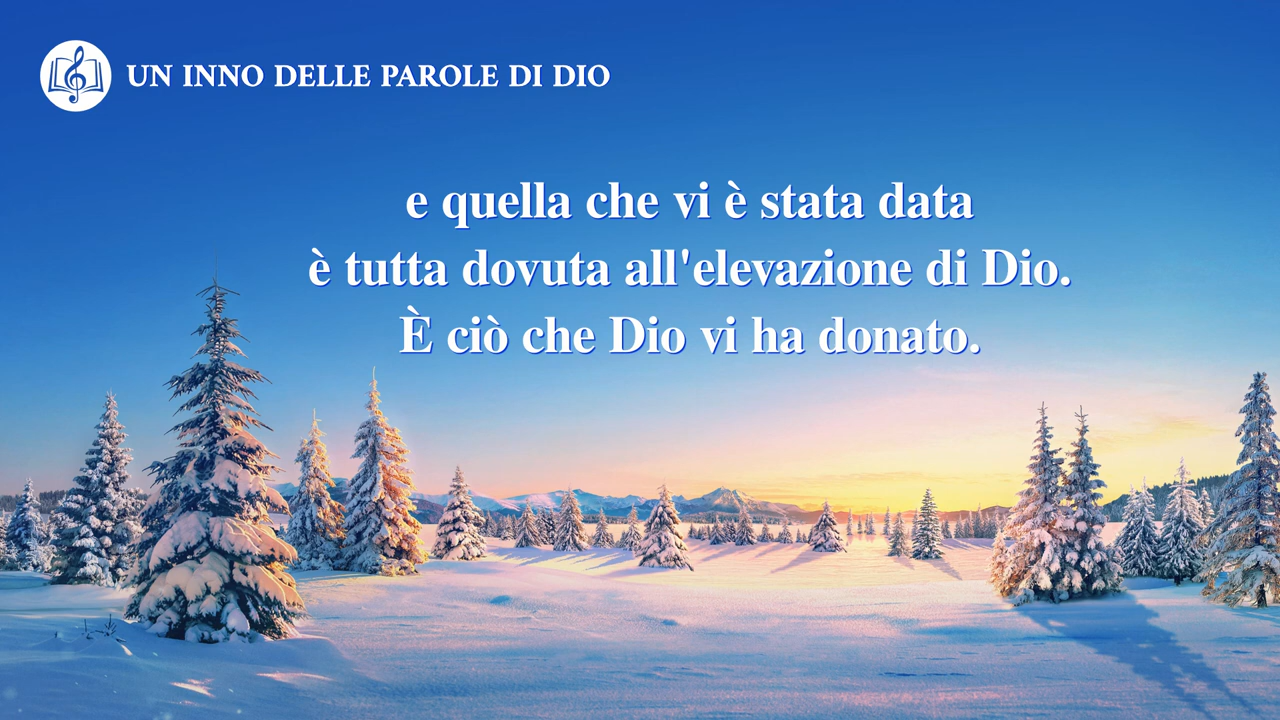 UN INNO DELLE PAROLE DI DIO
e quella che vi è stata data
è tutta dovuta all'elevazione di Dio.
È ciò che Dio vi ha donato.